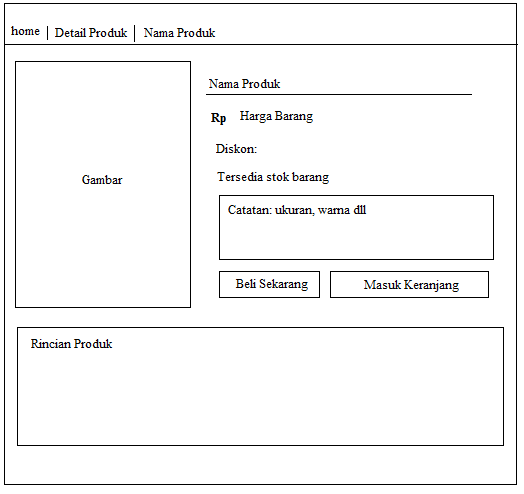 home | Detail Produk | Nama Produk
Gambar
Nama Produk
Rp Harga Barang
Diskon:
Tersedia stok barang
Catatan: ukuran, warna dll
Beli Sekarang
Masuk Keranjang
Rincian Produk